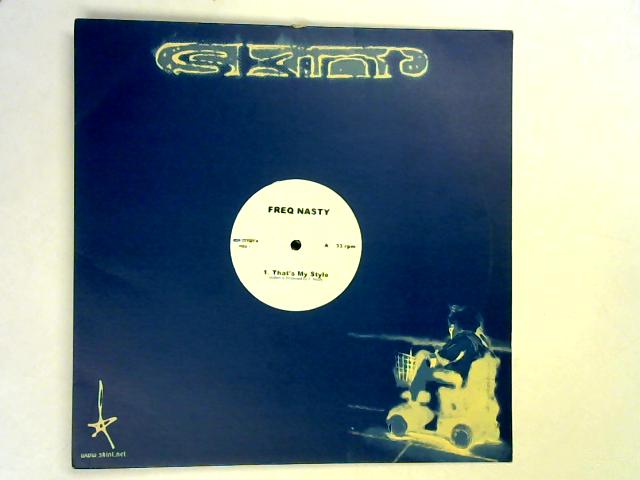 SKINT
FREQ NASTY
A 33 rpm
1. That's My Style
www.skint.net